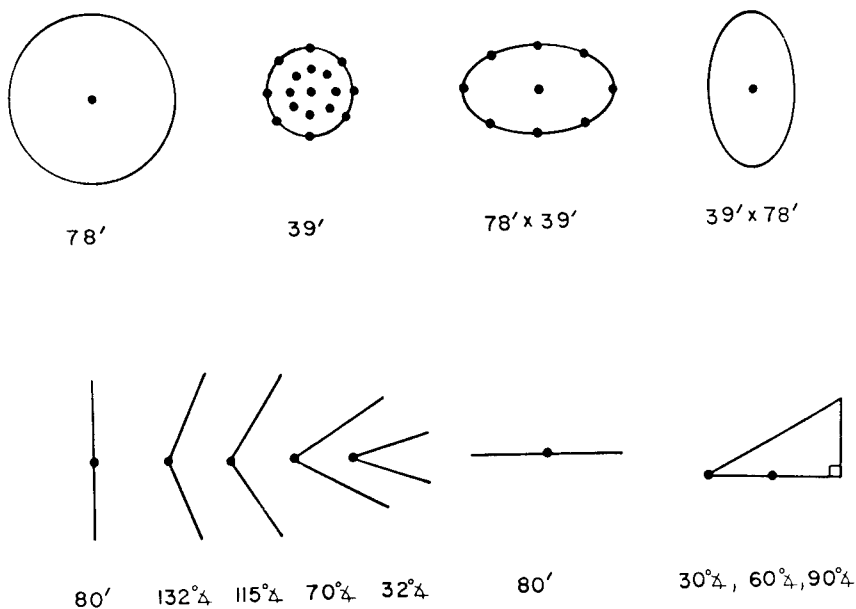 78′ 39′ 78′ x 39′ 39′ x 78′
80′ 132°∡ 115°∡ 70°∡ 32°∡ 80′ 30°∡, 60°∡, 90°∡